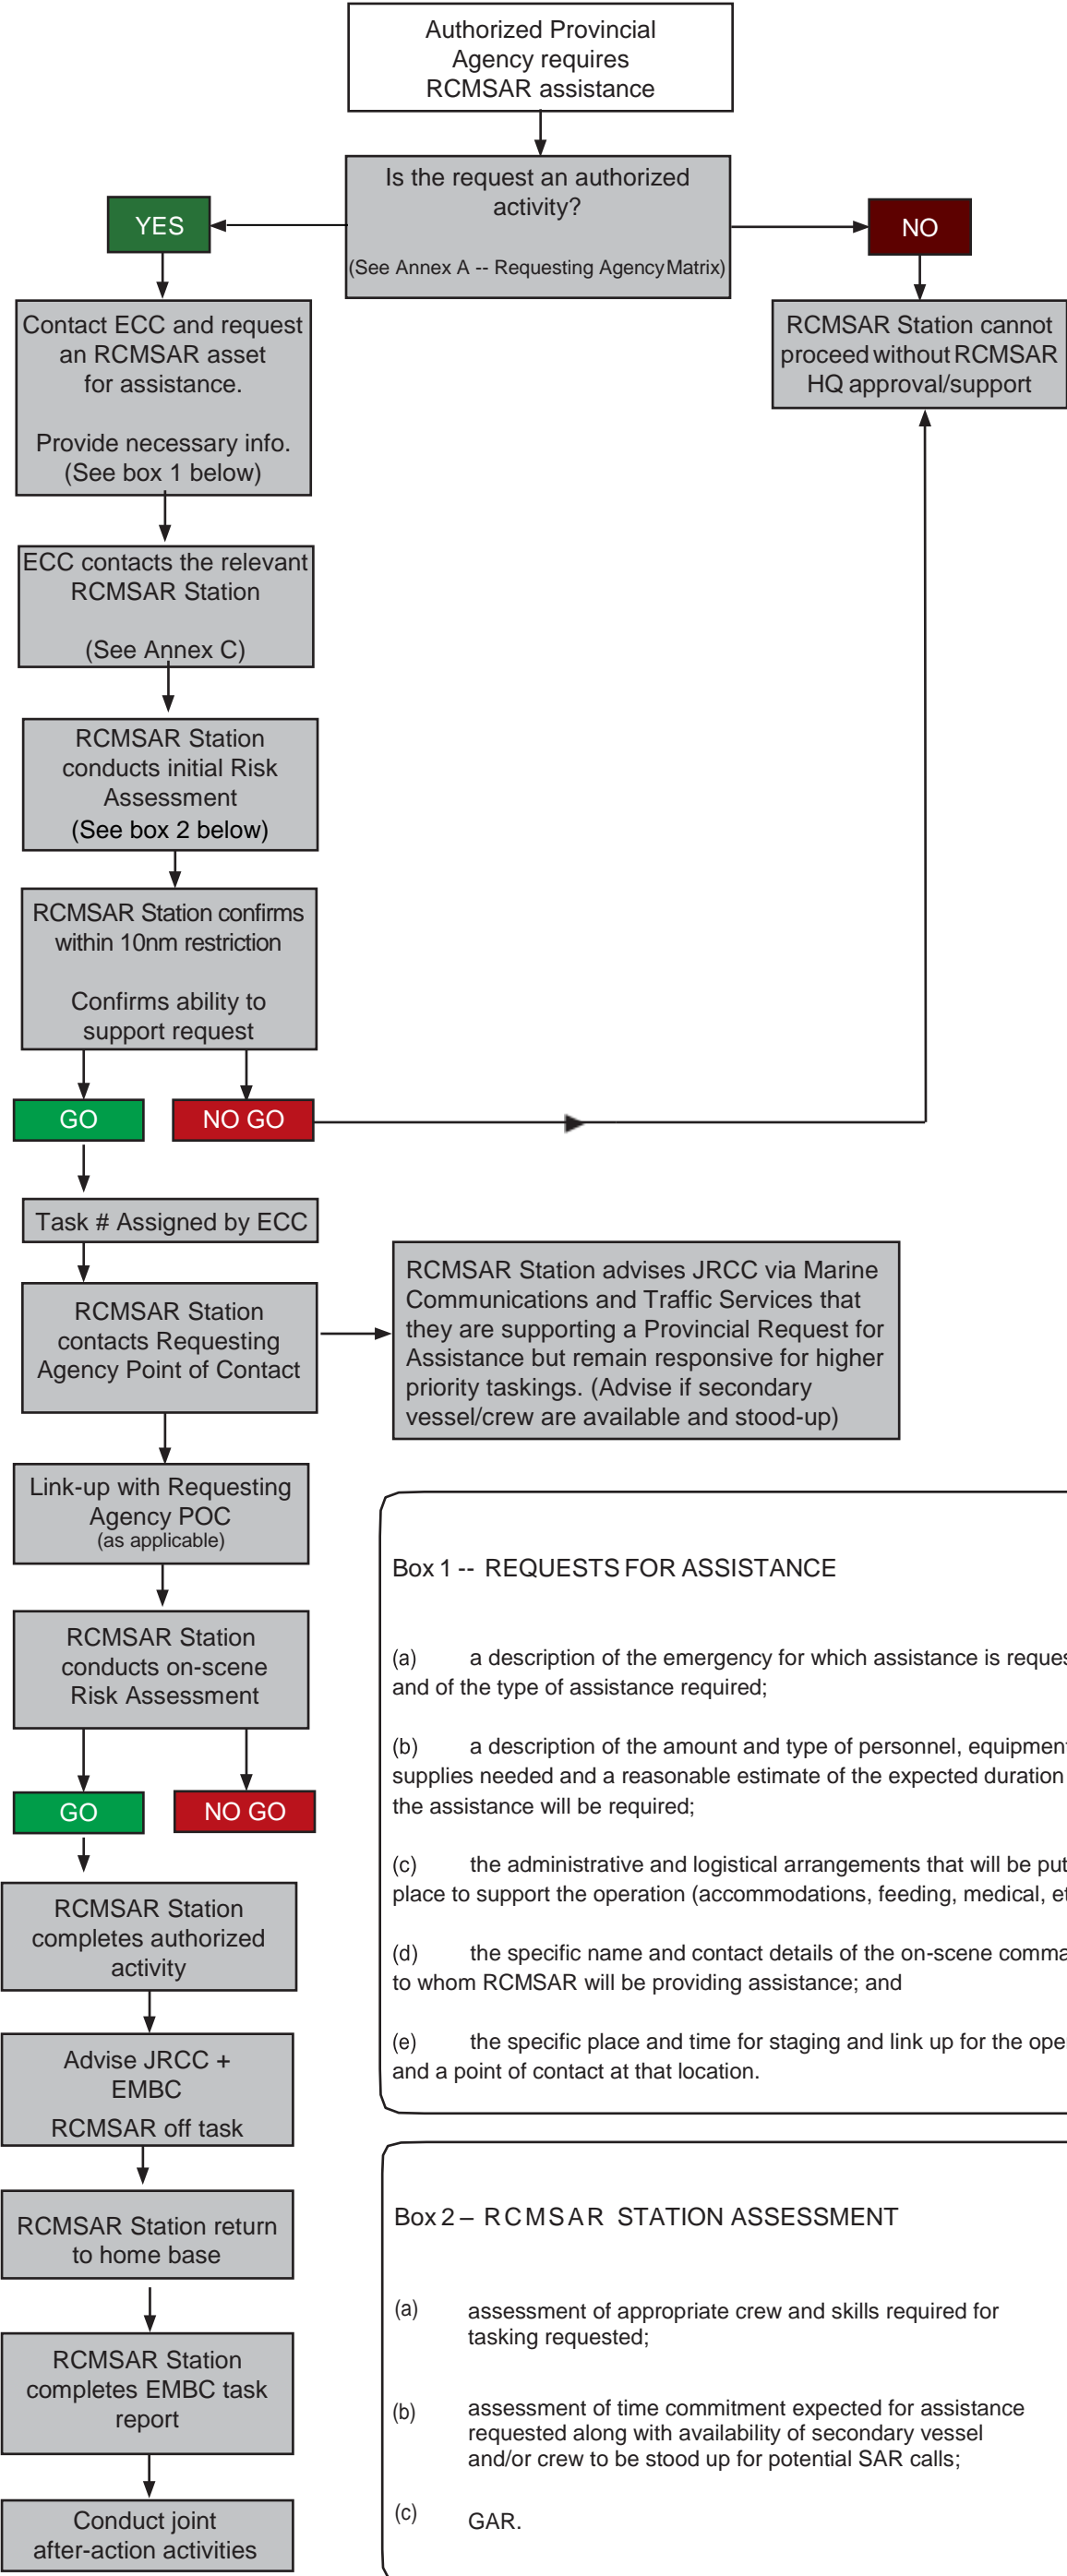 Authorized Provincial
Agency requires
RCMSAR assistance
Is the request an authorized
activity?
(See Annex A -- Requesting Agency Matrix)
YES
NO
Contact ECC and request
an RCMSAR asset
for assistance.
Provide necessary info.
(See box 1 below)
RCMSAR Station cannot
proceed without RCMSAR
HQ approval/support
ECC contacts the relevant
RCMSAR Station
(See Annex C)
RCMSAR Station
conducts initial Risk
Assessment
(See box 2 below)
RCMSAR Station confirms
within 10nm restriction
Confirms ability to
support request
GO
NO GO
Task # Assigned by ECC
RCMSAR Station
contacts Requesting
Agency Point of Contact
RCMSAR Station advises JRCC via Marine
Communications and Traffic Services that
they are supporting a Provincial Request for
Assistance but remain responsive for higher
priority taskings. (Advise if secondary
vessel/crew are available and stood-up)
Link-up with Requesting
Agency POC
(as applicable)
RCMSAR Station
conducts on-scene
Risk Assessment
GO
NO GO
RCMSAR Station
completes authorized
activity
Advise JRCC +
EMBC
RCMSAR off task
RCMSAR Station return
to home base
RCMSAR Station
completes EMBC task
report
Conduct joint
after-action activities
Box 1 -- REQUESTS FOR ASSISTANCE
(a) a description of the emergency for which assistance is
and of the type of assistance required;
(b) a description of the amount and type of personnel, equipment
supplies needed and a reasonable estimate of the expected duration
the assistance will be required;
(c) the administrative and logistical arrangements that will be put
place to support the operation (accommodations, feeding, medical,
(d) the specific name and contact details of the on-scene
to whom RCMSAR will be providing assistance; and
(e) the specific place and time for staging and link up for the
and a point of contact at that location.
Box 2 – RCMSAR STATION ASSESSMENT
(a) assessment of appropriate crew and skills required for
tasking requested;
(b) assessment of time commitment expected for assistance
requested along with availability of secondary vessel
and/or crew to be stood up for potential SAR calls;
(c) GAR.